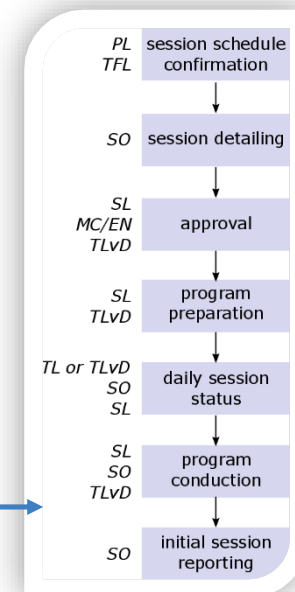 PL session schedule
TFL confirmation
SO session detailing
SL
MC/EN approval
TLvD
SL program
TLvD preparation
TL or TLvD
SO daily session
SL status
SL
SO program
TLvD conduction
SO initial session
reporting